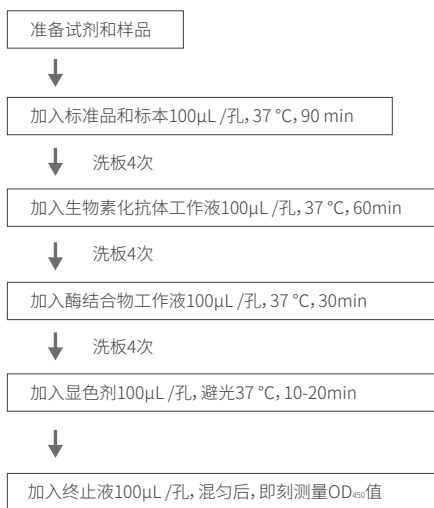 准备试剂和样品
加入标准品和标本100μL /孔，37 °C，90 min
洗板4次
加入生物素化抗体工作液100μL /孔，37 °C，60min
洗板4次
加入酶结合物工作液100μL /孔，37 °C，30min
洗板4次
加入显色剂100μL /孔，避光37 °C，10-20min
加入终止液100μL /孔，混匀后，即刻测量OD₄₅₀值